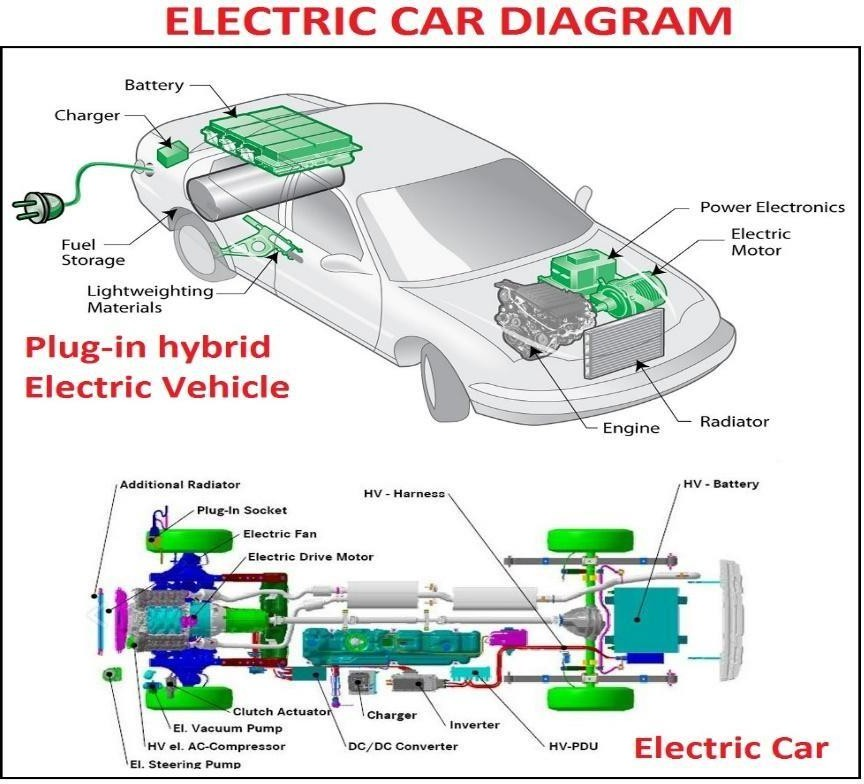 ELECTRIC CAR DIAGRAM
Battery
Charger
Power Electronics
Electric
Motor
Fuel
Storage
Lightweighting
Materials
Plug-in hybrid
Electric Vehicle
Engine
Radiator
Additional Radiator
HV - Harness
HV - Battery
Plug-In Socket
Electric Fan
Electric Drive Motor
Clutch Actuator
Charger
Inverter
El. Vacuum Pump
HV el. AC-Compressor
DC/DC Converter
HV-PDU
Electric Car
El. Steering Pump